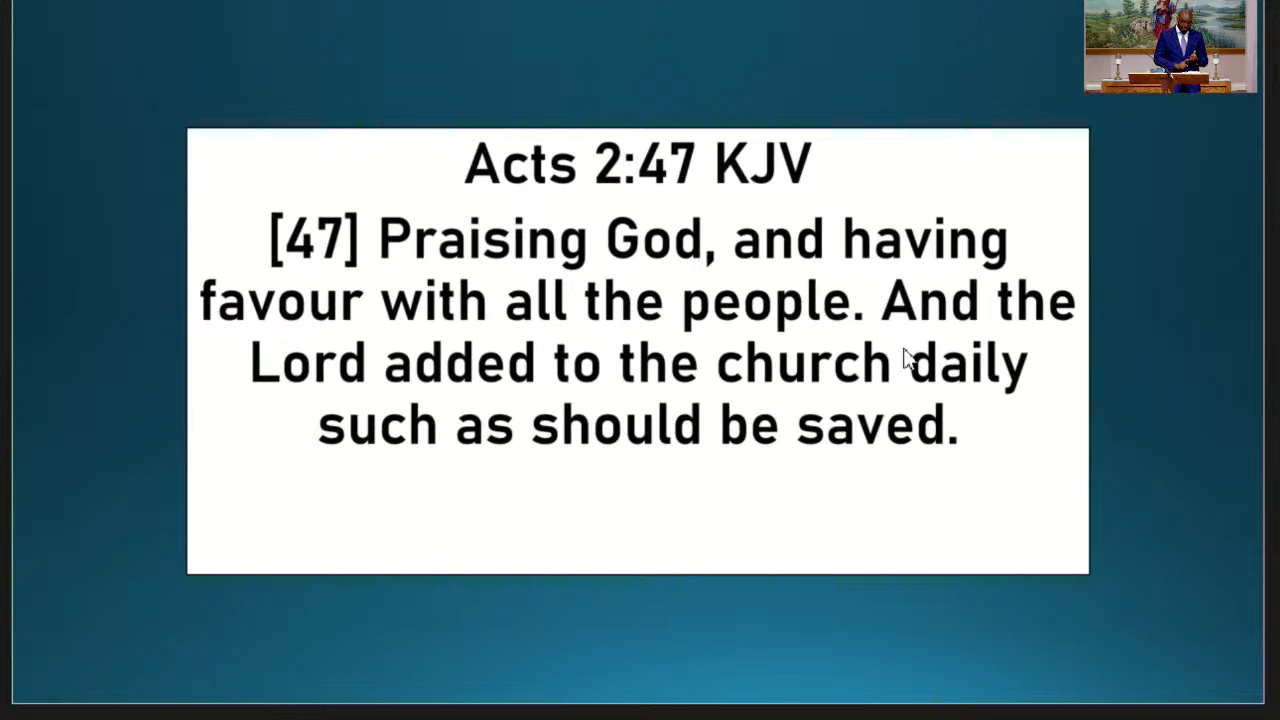 Acts 2:47 KJV
[47] Praising God, and having
favour with all the people. And the
Lord added to the church daily
such as should be saved.